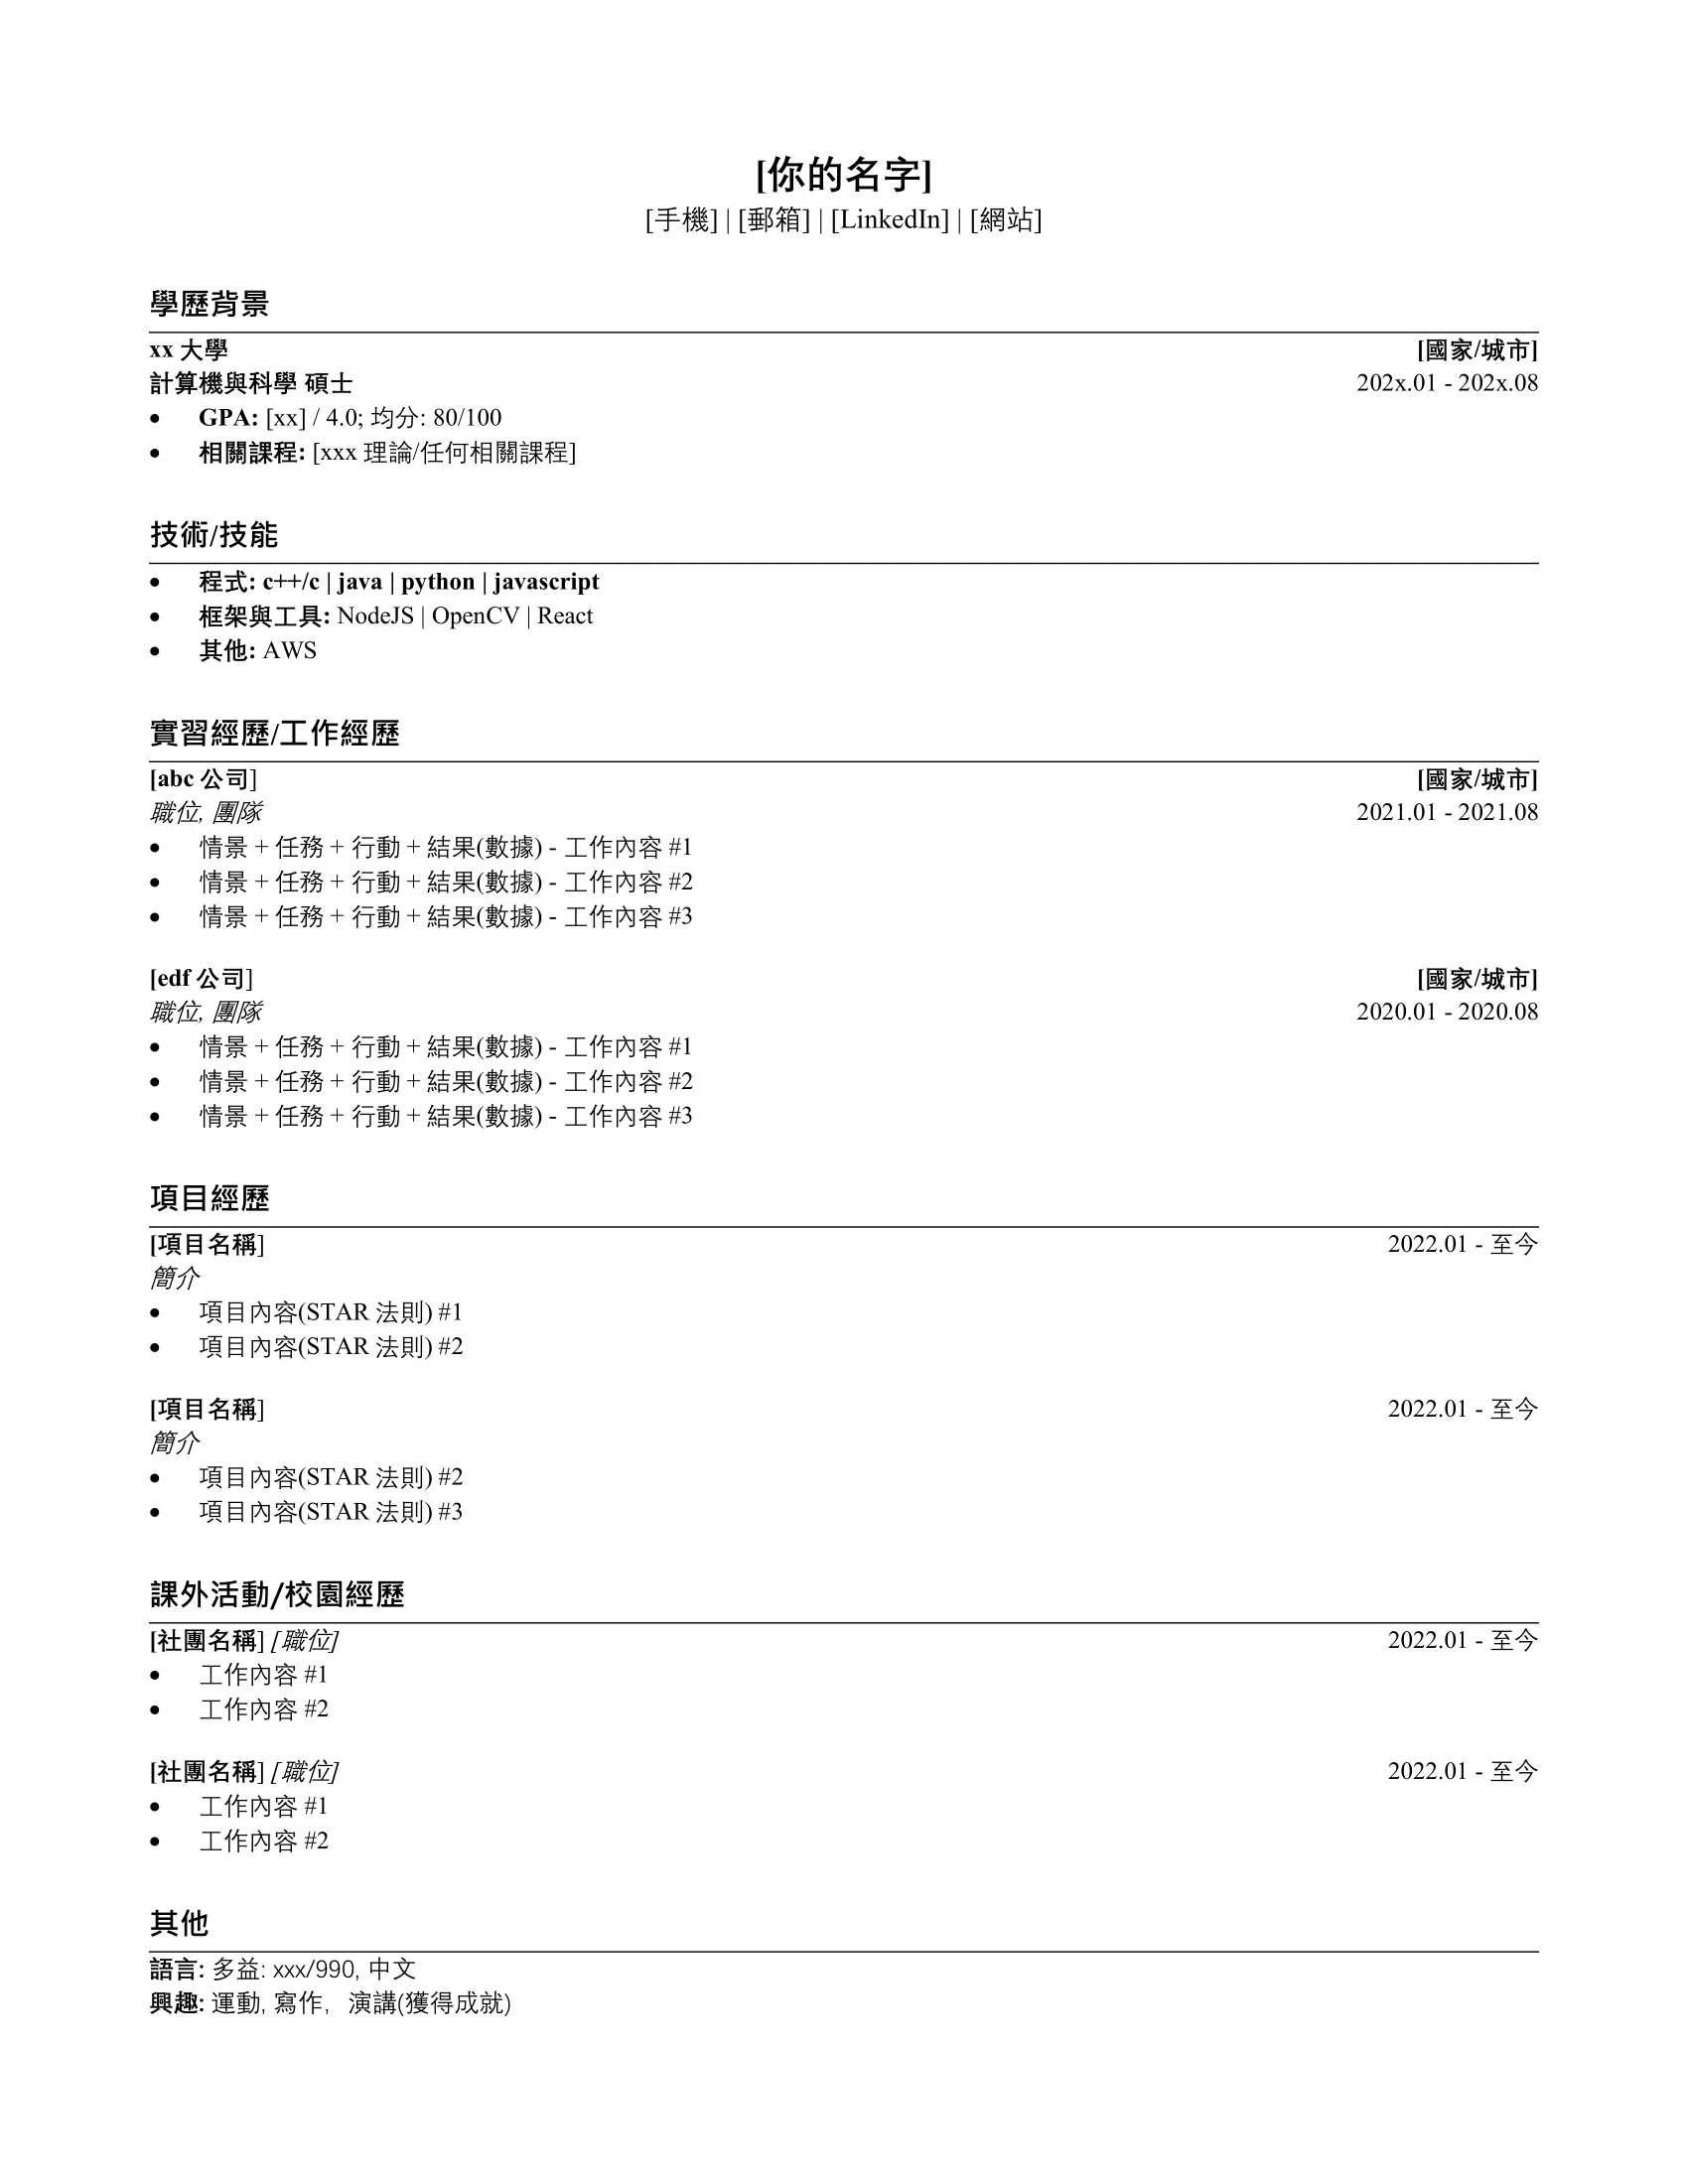 [你的名字]
[手機] | [郵箱] | [LinkedIn] | [網站]
學歷背景
xx 大學 [國家/城市]
計算機與科學 碩士 202x.01 - 202x.08
• GPA: [xx] / 4.0; 均分: 80/100
• 相關課程: [xxx 理論/任何相關課程]
技術/技能
• 程式: c++/c | java | python | javascript
• 框架與工具: NodeJS | OpenCV | React
• 其他: AWS
實習經歷/工作經歷
[abc 公司] [國家/城市]
職位, 團隊 2021.01 - 2021.08
• 情景 + 任務 + 行動 + 結果(數據) - 工作內容 #1
• 情景 + 任務 + 行動 + 結果(數據) - 工作內容 #2
• 情景 + 任務 + 行動 + 結果(數據) - 工作內容 #3
[edf 公司] [國家/城市]
職位, 團隊 2020.01 - 2020.08
• 情景 + 任務 + 行動 + 結果(數據) - 工作內容 #1
• 情景 + 任務 + 行動 + 結果(數據) - 工作內容 #2
• 情景 + 任務 + 行動 + 結果(數據) - 工作內容 #3
項目經歷
[項目名稱] 2022.01 - 至今
簡介
• 項目內容(STAR 法則) #1
• 項目內容(STAR 法則) #2
[項目名稱] 2022.01 - 至今
簡介
• 項目內容(STAR 法則) #2
• 項目內容(STAR 法則) #3
課外活動/校園經歷
[社團名稱] [職位] 2022.01 - 至今
• 工作內容 #1
• 工作內容 #2
[社團名稱] [職位] 2022.01 - 至今
• 工作內容 #1
• 工作內容 #2
其他
語言: 多益: xxx/990, 中文
興趣: 運動, 寫作, 演講(獲得成就)